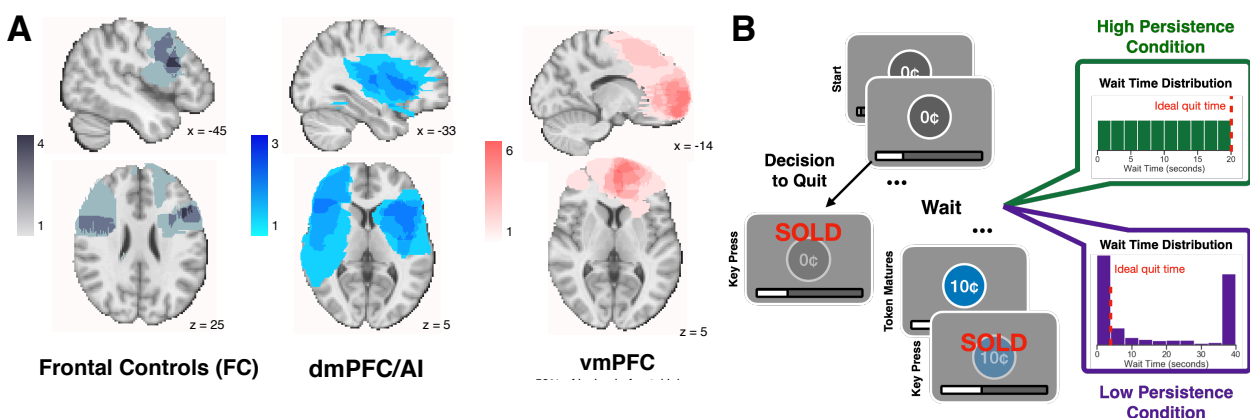 A
x = -45
4
1
z = 25
Frontal Controls (FC)
x = -33
3
1
z = 5
dmPFC/AI
x = -14
6
1
z = 5
vmPFC
B
Start
0¢
0¢
Decision
to Quit
...
Wait
...
Key Press
SOLD
0¢
Token Matures
10¢
Key Press
SOLD
10¢
High Persistence
Condition
Wait Time Distribution
Ideal quit time
0 5 10 15 20
Wait Time (seconds)
Wait Time Distribution
Ideal quit time
0 10 20 30 40
Wait Time (seconds)
Low Persistence
Condition